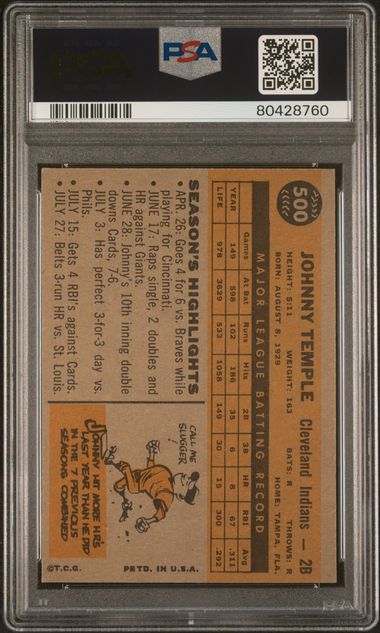 PSA
80428760
500
JOHNNY TEMPLE Cleveland Indians — 2B
HEIGHT: 5:11 WEIGHT: 163 BATS: R THROWS: R
BORN: AUGUST 8, 1929 HOME: TAMPA, FLA.
MAJOR LEAGUE BATTING RECORD
Games At Bat Runs Hits 2B 3B HR RBI Avg
YEAR 149 598 102 186 35 6 8 67 .311
LIFE 978 3629 533 1058 149 30 15 300 .292
SEASON'S HIGHLIGHTS
• APR. 26: Goes 4 for 6 vs Braves while
playing for Cincinnati.
• JUNE 17: Raps single, 2 doubles and
HR against Giants.
• JUNE 28: Johnny's 10th inning double
downs Cards, 7-6.
• JULY 3: Has perfect 3-for-3 day vs.
Phils.
• JULY 15: Gets 4 RBI's against Cards.
• JULY 27: Belts 3-run HR vs. St. Louis.
CALL ME
SLUGGER!
JOHNNY HIT MORE HR'S
LAST YEAR THAN HE DID
IN THE 7 PREVIOUS
SEASONS COMBINED
©T.C.G. PRTD. IN U.S.A.